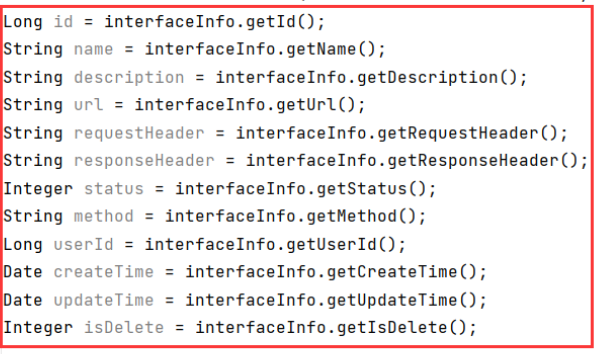 Long id = interfaceInfo.getId();
String name = interfaceInfo.getName();
String description = interfaceInfo.getDescription();
String url = interfaceInfo.getUrl();
String requestHeader = interfaceInfo.getRequestHeader();
String responseHeader = interfaceInfo.getResponseHeader();
Integer status = interfaceInfo.getStatus();
String method = interfaceInfo.getMethod();
Long userId = interfaceInfo.getUserId();
Date createTime = interfaceInfo.getCreateTime();
Date updateTime = interfaceInfo.getUpdateTime();
Integer isDelete = interfaceInfo.getIsDelete();